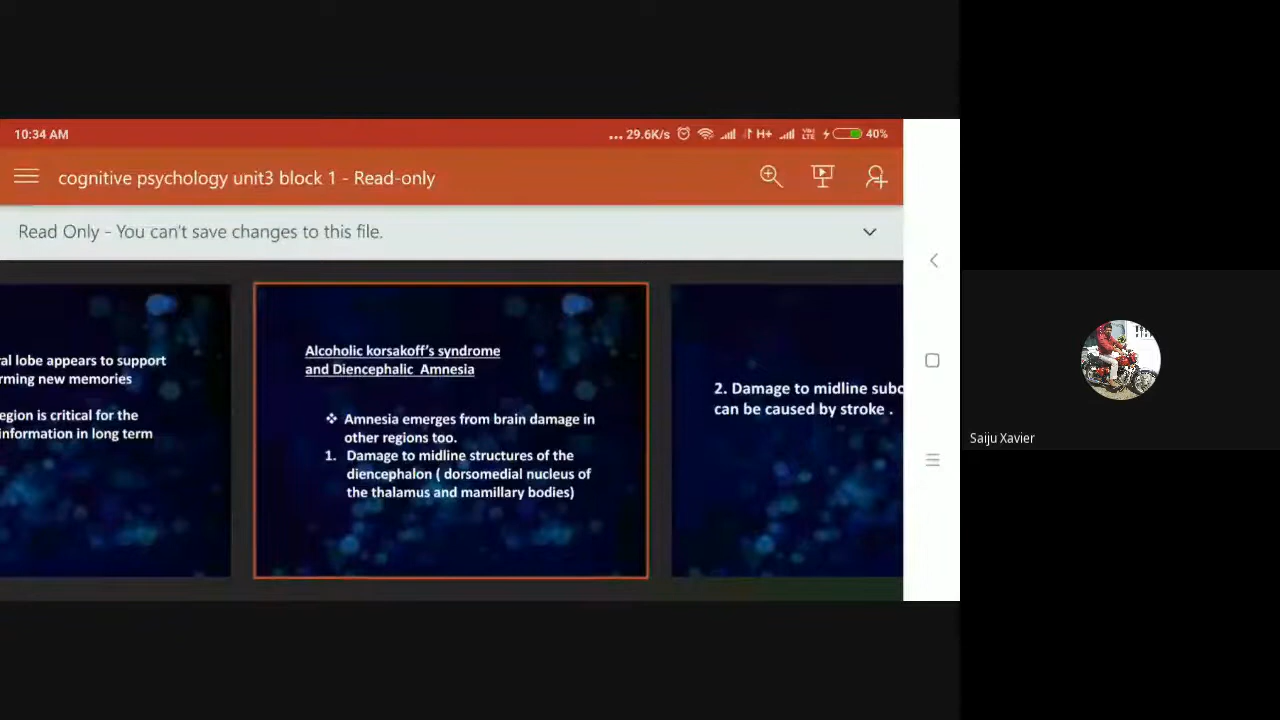 10:34 AM
... 29.6K/s H+ 40%
cognitive psychology unit3 block 1 - Read-only
Read Only - You can't save changes to this file.
al lobe appears to support
rming new memories
egion is critical for the
information in long term
Alcoholic korsakoff's syndrome
and Diencephalic Amnesia
❖ Amnesia emerges from brain damage in
other regions too.
1. Damage to midline structures of the
diencephalon ( dorsomedial nucleus of
the thalamus and mamillary bodies)
2. Damage to midline subc
can be caused by stroke .
Saiju Xavier